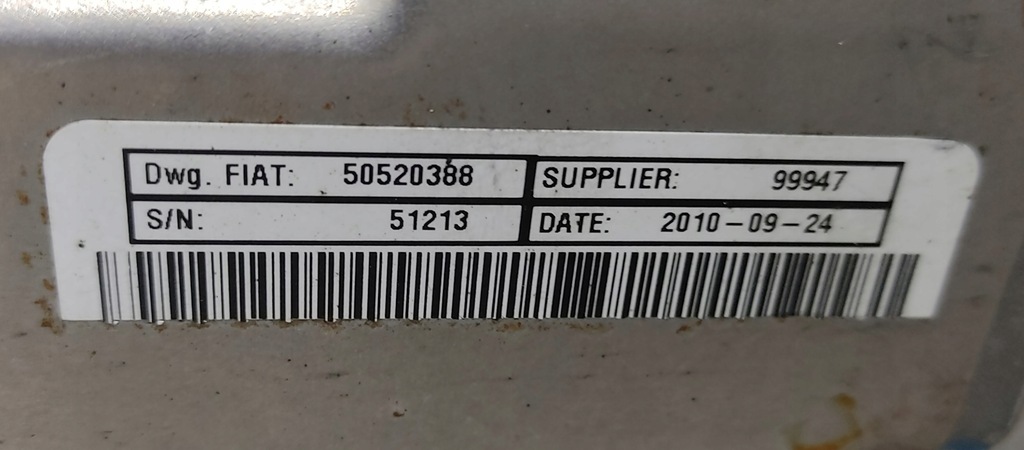 Dwg. FIAT: 50520388 SUPPLIER: 99947
S/N: 51213 DATE: 2010-09-24